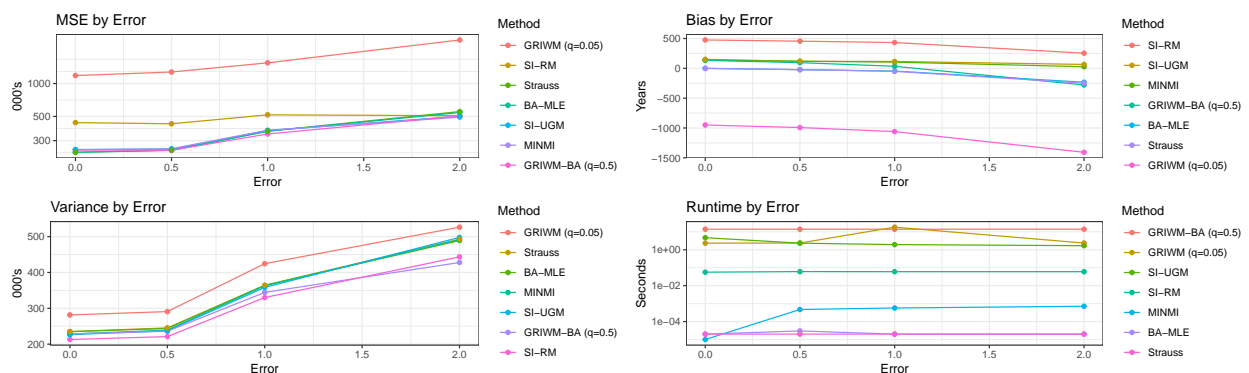 MSE by Error
000's
1000
500
300
0.0
0.5
1.0
1.5
2.0
Error
Method
GRIWM (q=0.05)
SI−RM
Strauss
BA−MLE
SI−UGM
MINMI
GRIWM−BA (q=0.5)
Bias by Error
Years
500
0
−500
−1000
−1500
0.0
0.5
1.0
1.5
2.0
Error
Method
SI−RM
SI−UGM
MINMI
GRIWM−BA (q=0.5)
BA−MLE
Strauss
GRIWM (q=0.05)
Variance by Error
000's
500
400
300
200
0.0
0.5
1.0
1.5
2.0
Error
Method
GRIWM (q=0.05)
Strauss
BA−MLE
MINMI
SI−UGM
GRIWM−BA (q=0.5)
SI−RM
Runtime by Error
Seconds
1e+00
1e−02
1e−04
0.0
0.5
1.0
1.5
2.0
Error
Method
GRIWM−BA (q=0.5)
GRIWM (q=0.05)
SI−UGM
SI−RM
MINMI
BA−MLE
Strauss